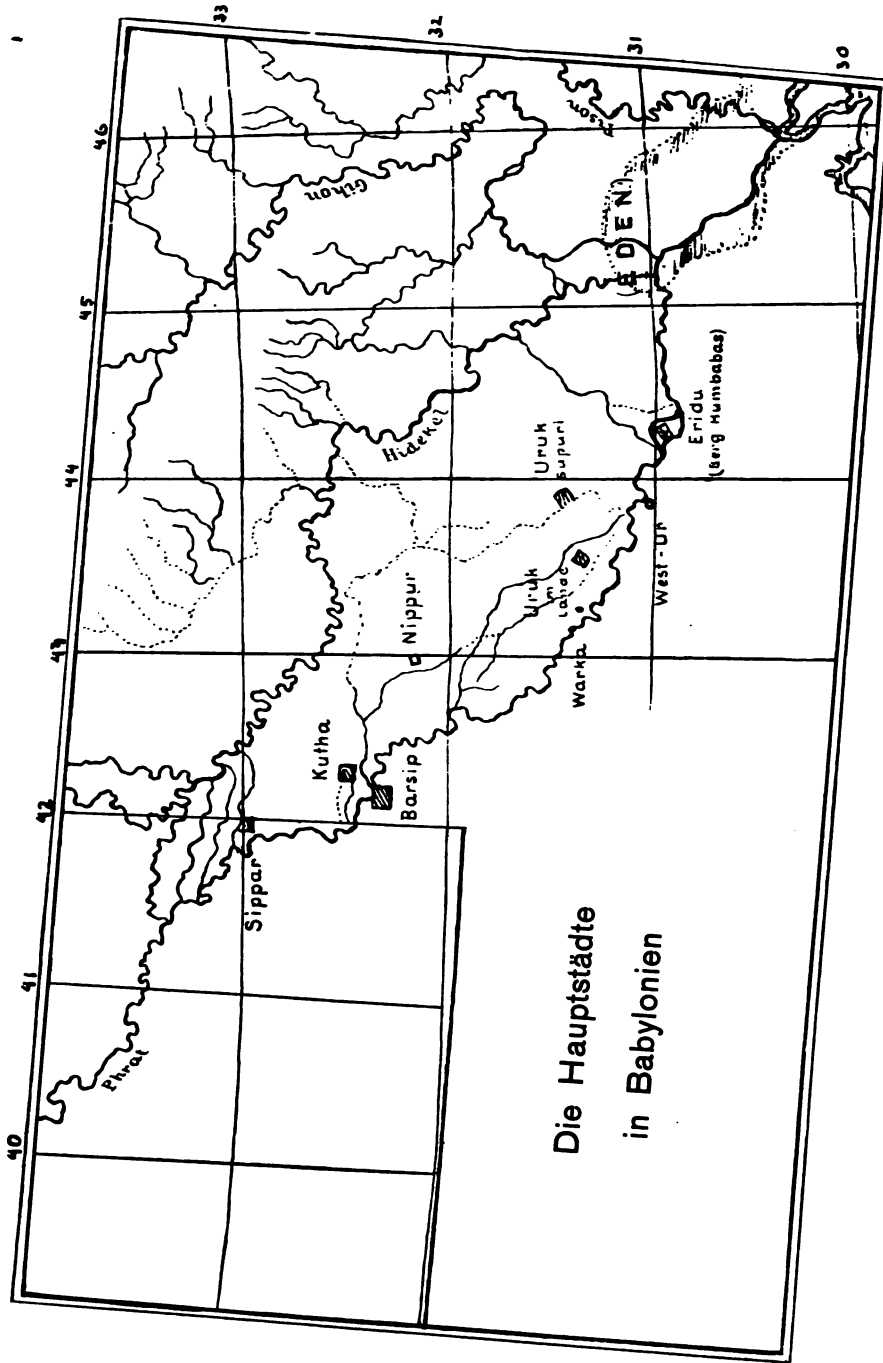 33
32
31
30
46
45
44
43
42
41
40
Gihon
EDEN)
Hidekel
Uruk
supuri
Eridu
(Berg Humbabas)
Uruk
m
West-Ur
Nippur
Warka
Kutha
Barsip
Sippar
Phrat
Die Hauptstädte
in Babylonien